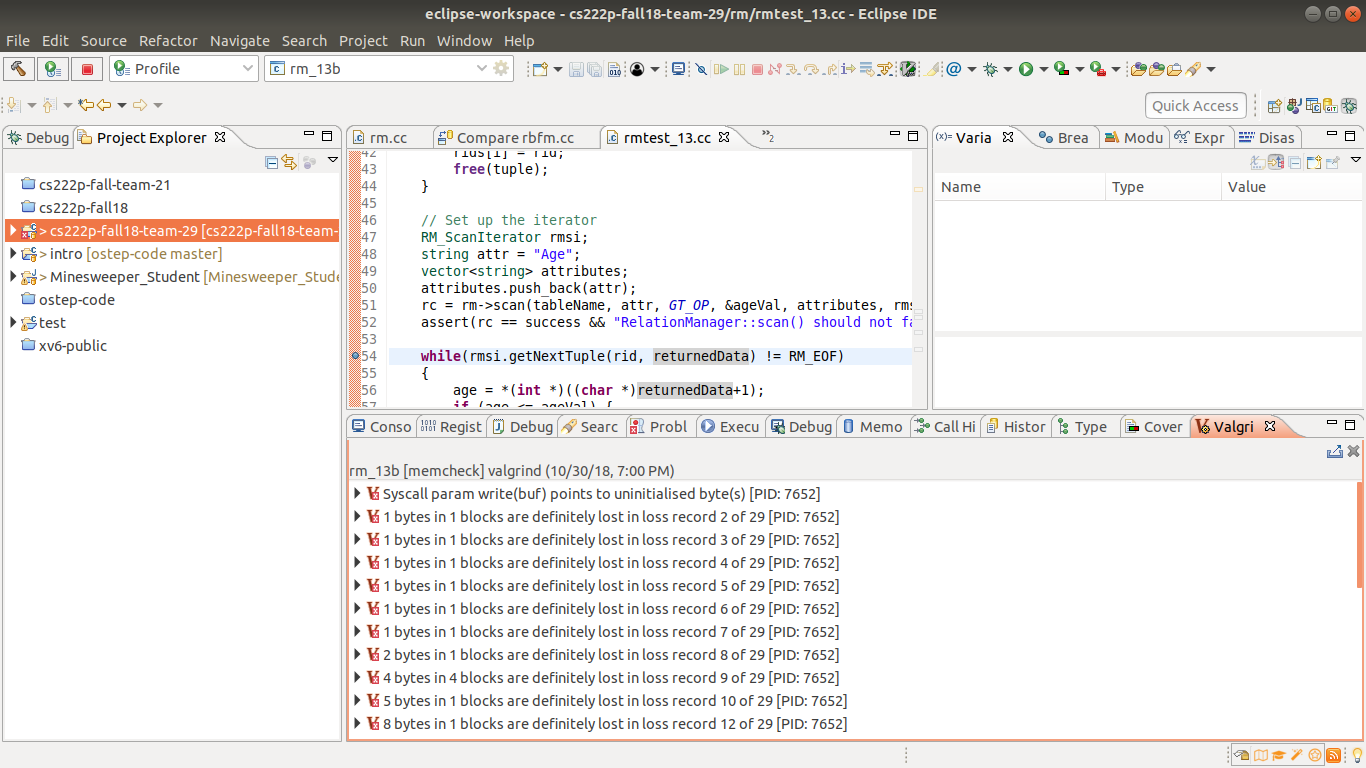 eclipse-workspace - cs222p-fall18-team-29/rm/rmtest_13.cc - Eclipse IDE
File Edit Source Refactor Navigate Search Project Run Window Help
Profile rm_13b
Quick Access
Debug Project Explorer
cs222p-fall-team-21
cs222p-fall18
> cs222p-fall18-team-29 [cs222p-fall18-team-
> intro [ostep-code master]
> Minesweeper_Student [Minesweeper_Stude
ostep-code
test
xv6-public
rm.cc Compare rbfm.cc rmtest_13.cc »2
42 rids[i] = rid;
43 free(tuple);
44 }
45
46 // Set up the iterator
47 RM_ScanIterator rmsi;
48 string attr = "Age";
49 vector<string> attributes;
50 attributes.push_back(attr);
51 rc = rm->scan(tableName, attr, GT_OP, &ageVal, attributes, rms
52 assert(rc == success && "RelationManager::scan() should not fa
53
54 while(rmsi.getNextTuple(rid, returnedData) != RM_EOF)
55 {
56 age = *(int *)((char *)returnedData+1);
57 if (age <= ageVal) {
(x)= Varia Brea Modu Expr Disas
Name Type Value
Conso Regist Debug Searc Probl Execu Debug Memo Call Hi Histor Type Cover Valgri
rm_13b [memcheck] valgrind (10/30/18, 7:00 PM)
Syscall param write(buf) points to uninitialised byte(s) [PID: 7652]
1 bytes in 1 blocks are definitely lost in loss record 2 of 29 [PID: 7652]
1 bytes in 1 blocks are definitely lost in loss record 3 of 29 [PID: 7652]
1 bytes in 1 blocks are definitely lost in loss record 4 of 29 [PID: 7652]
1 bytes in 1 blocks are definitely lost in loss record 5 of 29 [PID: 7652]
1 bytes in 1 blocks are definitely lost in loss record 6 of 29 [PID: 7652]
1 bytes in 1 blocks are definitely lost in loss record 7 of 29 [PID: 7652]
2 bytes in 1 blocks are definitely lost in loss record 8 of 29 [PID: 7652]
4 bytes in 4 blocks are definitely lost in loss record 9 of 29 [PID: 7652]
5 bytes in 1 blocks are definitely lost in loss record 10 of 29 [PID: 7652]
8 bytes in 1 blocks are definitely lost in loss record 12 of 29 [PID: 7652]